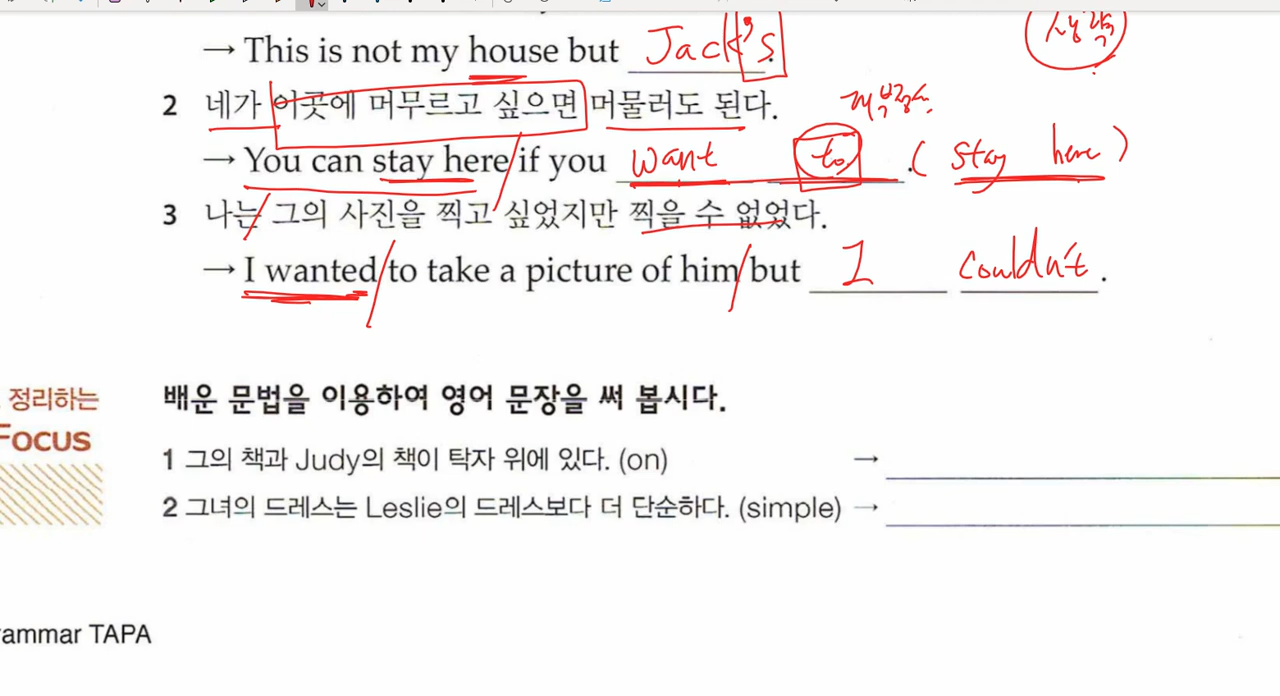 → This is not my house but Jack's.
생략
2 네가 이곳에 머무르고 싶으면 머물러도 된다.
→ You can stay here if you want to. (stay here)
3 나는 그의 사진을 찍고 싶었지만 찍을 수 없었다.
→ I wanted to take a picture of him but I couldn't.
정리하는
Focus
배운 문법을 이용하여 영어 문장을 써 봅시다.
1 그의 책과 Judy의 책이 탁자 위에 있다. (on) →
2 그녀의 드레스는 Leslie의 드레스보다 더 단순하다. (simple) →
rammar TAPA